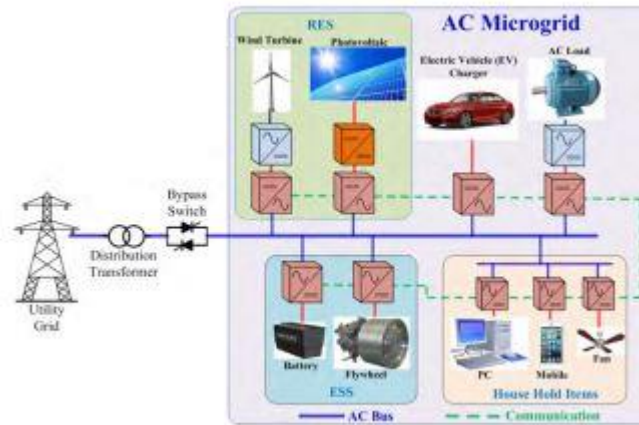 RES
AC Microgrid
Wind Turbine
Photovoltaic
Electric Vehicle (EV)
Charger
AC Load
Bypass
Switch
Distribution
Transformer
Utility
Grid
Battery
Flywheel
ESS
PC
Mobile
Fan
House Hold Items
AC Bus
Communication